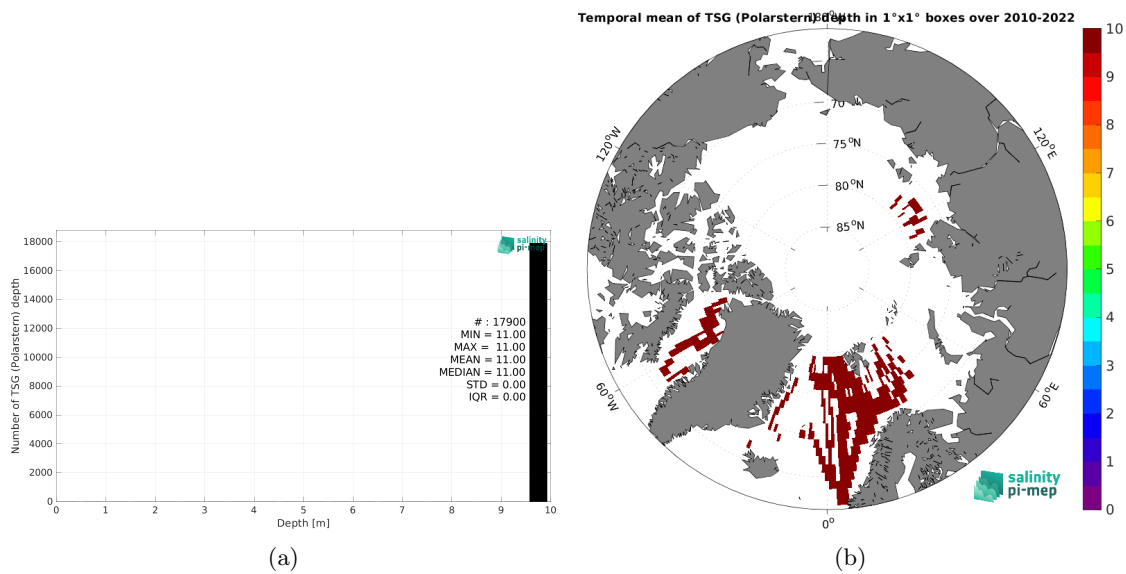 Temporal mean of TSG (Polarstern) depth in 1°x1° boxes over 2010-2022
180°W
70°N
75°N
80°N
85°N
120°W
120°E
60°W
60°E
0°
10
9
8
7
6
5
4
3
2
1
0
salinity
pi-mep
18000
16000
14000
12000
10000
8000
6000
4000
2000
0
Number of TSG (Polarstern) depth
salinity
pi-mep
# : 17900
MIN = 11.00
MAX = 11.00
MEAN = 11.00
MEDIAN = 11.00
STD = 0.00
IQR = 0.00
0 1 2 3 4 5 6 7 8 9 10
Depth [m]
(a)
(b)